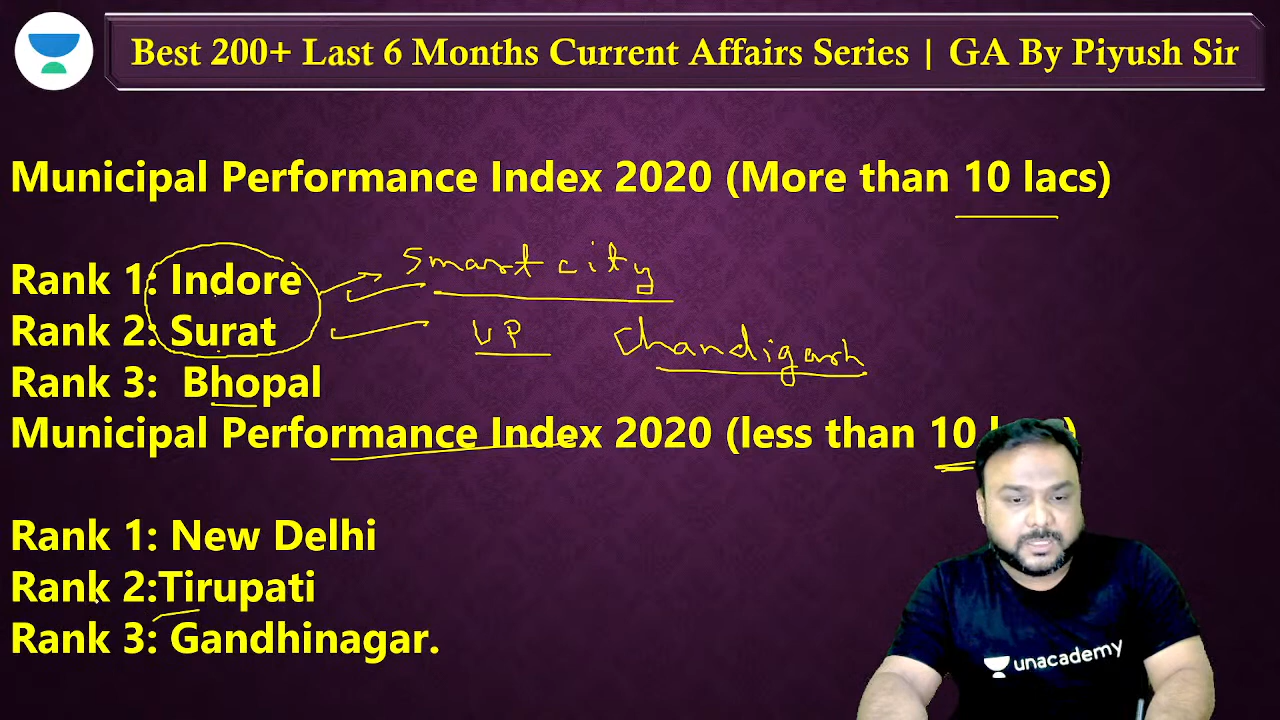 Best 200+ Last 6 Months Current Affairs Series | GA By Piyush Sir
Municipal Performance Index 2020 (More than 10 lacs)
Rank 1: Indore
Smart city
Rank 2: Surat
UP Chandigarh
Rank 3: Bhopal
Municipal Performance Index 2020 (less than 10
Rank 1: New Delhi
Rank 2:Tirupati
Rank 3: Gandhinagar.
unacademy